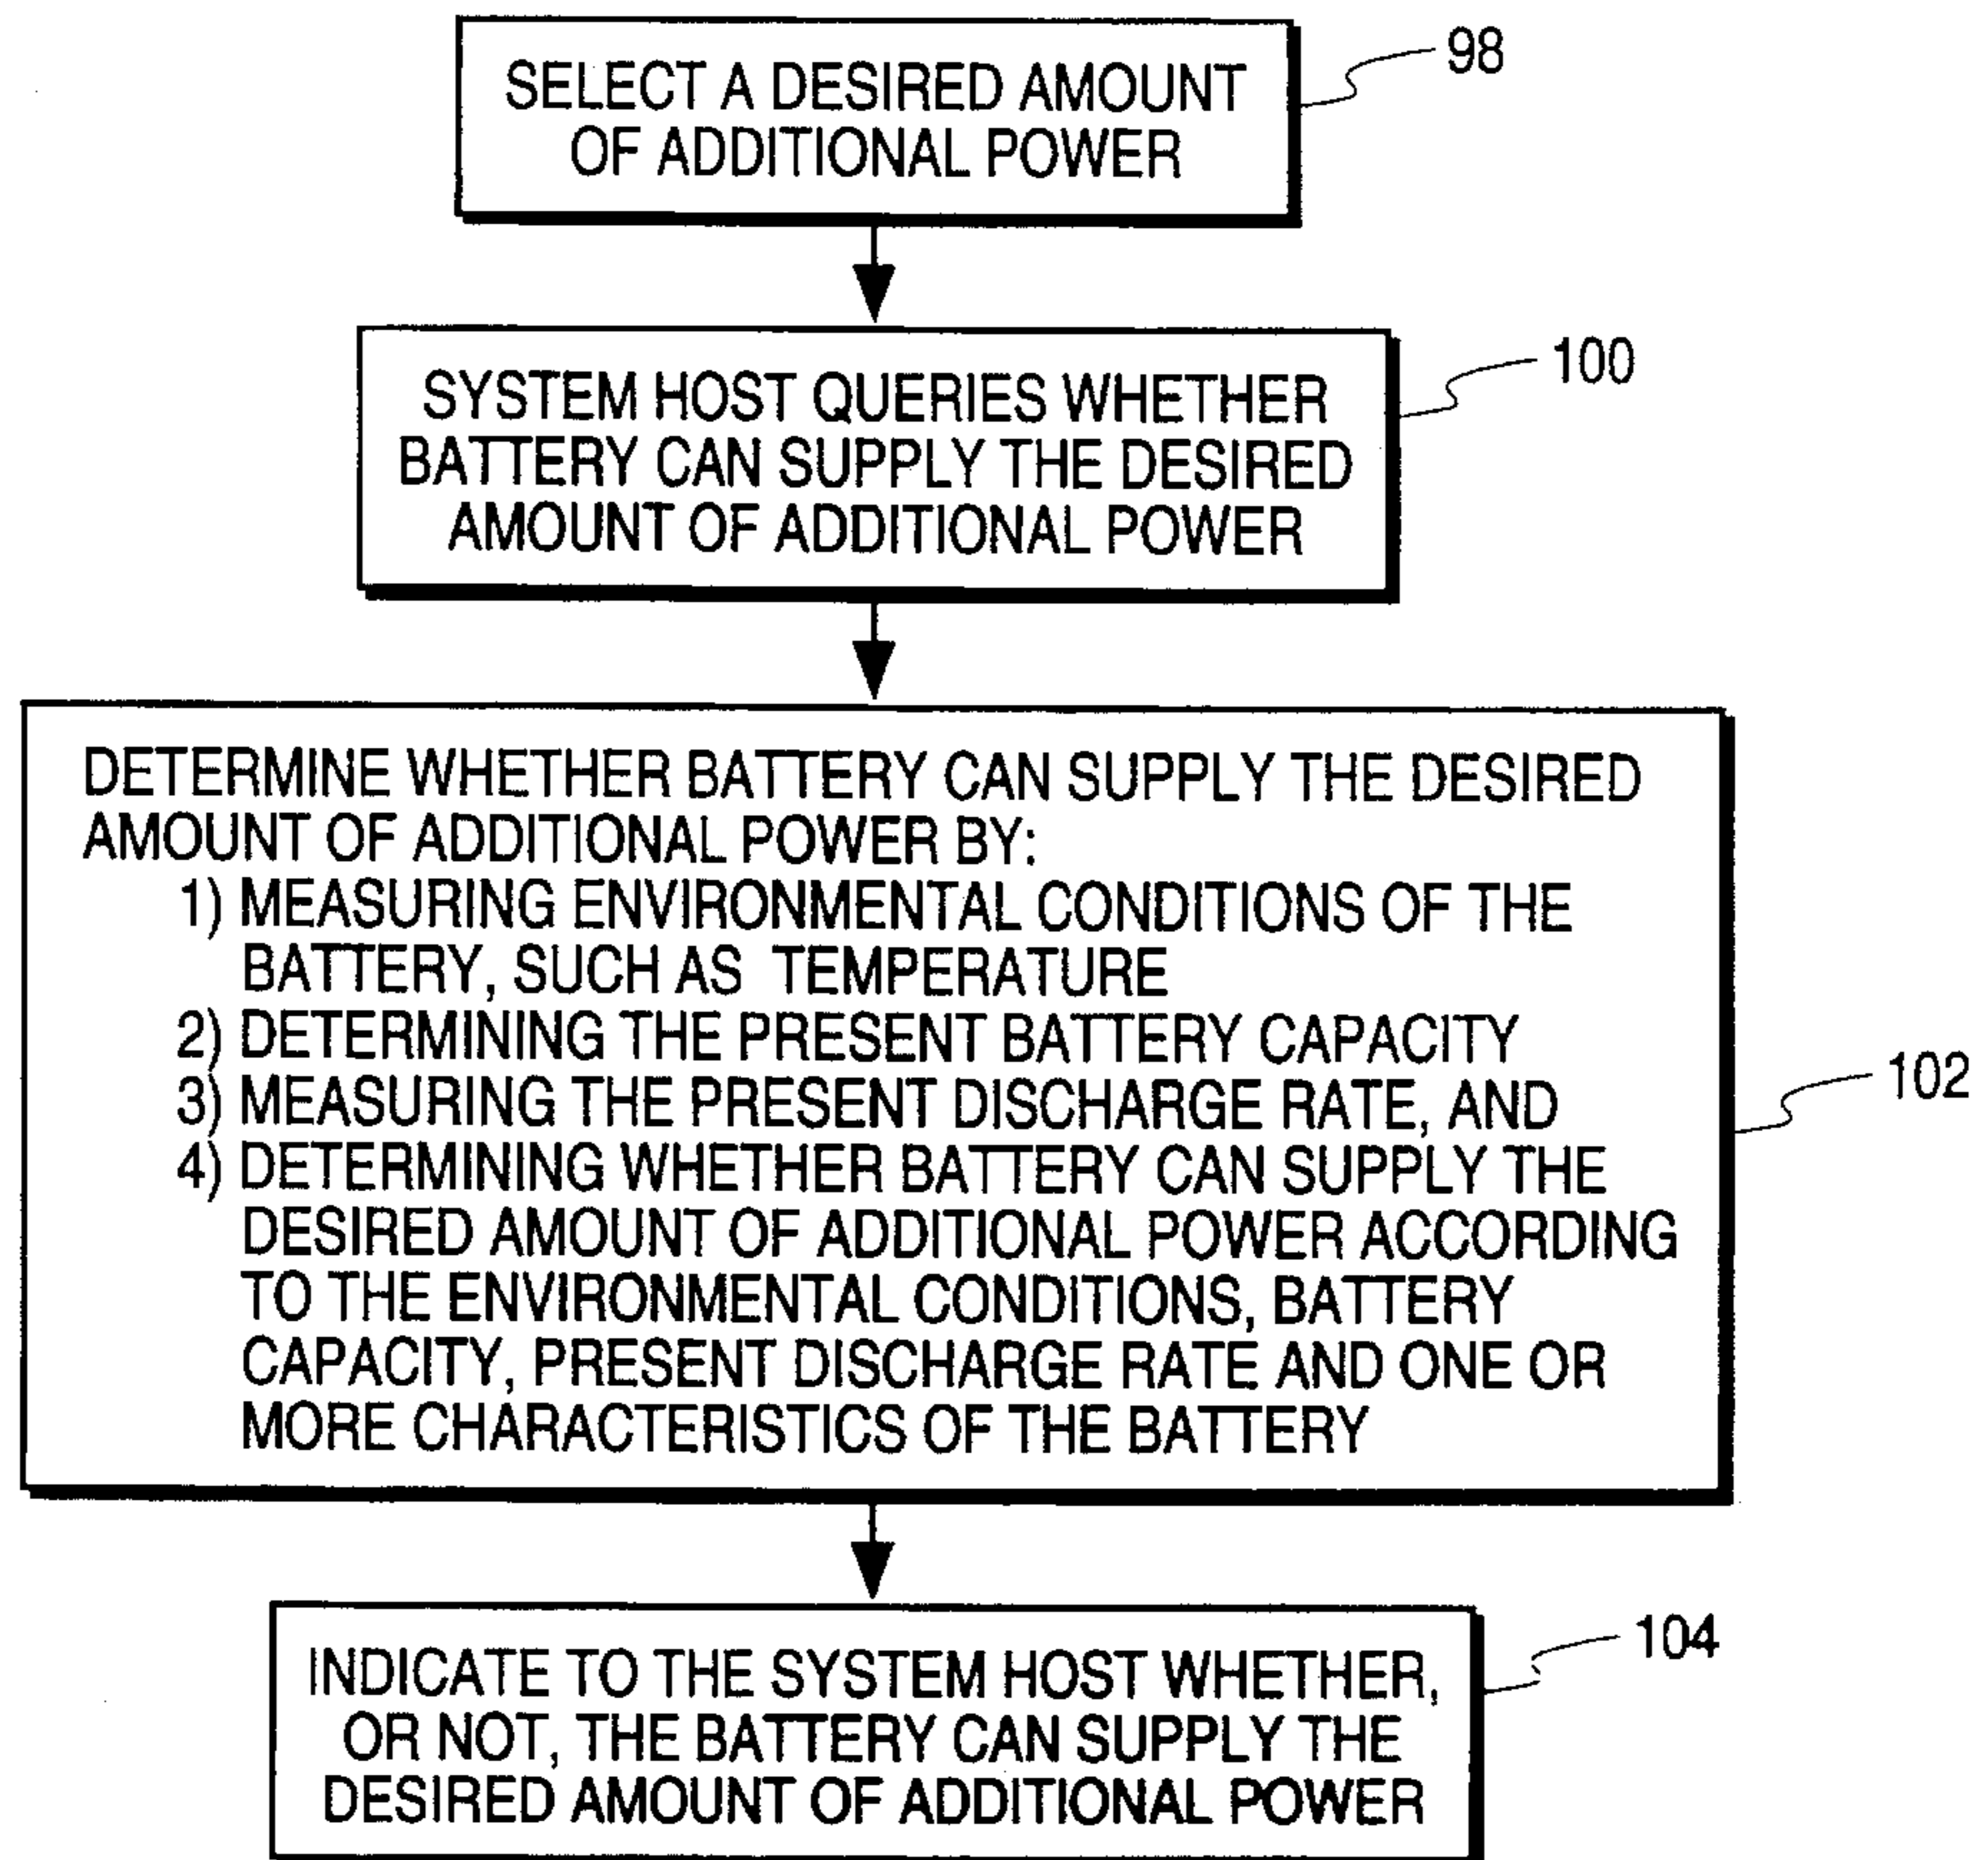 SELECT A DESIRED AMOUNT
OF ADDITIONAL POWER
98
SYSTEM HOST QUERIES WHETHER
BATTERY CAN SUPPLY THE DESIRED
AMOUNT OF ADDITIONAL POWER
100
DETERMINE WHETHER BATTERY CAN SUPPLY THE DESIRED
AMOUNT OF ADDITIONAL POWER BY:
1) MEASURING ENVIRONMENTAL CONDITIONS OF THE
BATTERY, SUCH AS TEMPERATURE
2) DETERMINING THE PRESENT BATTERY CAPACITY
3) MEASURING THE PRESENT DISCHARGE RATE, AND
4) DETERMINING WHETHER BATTERY CAN SUPPLY THE
DESIRED AMOUNT OF ADDITIONAL POWER ACCORDING
TO THE ENVIRONMENTAL CONDITIONS, BATTERY
CAPACITY, PRESENT DISCHARGE RATE AND ONE OR
MORE CHARACTERISTICS OF THE BATTERY
102
INDICATE TO THE SYSTEM HOST WHETHER,
OR NOT, THE BATTERY CAN SUPPLY THE
DESIRED AMOUNT OF ADDITIONAL POWER
104